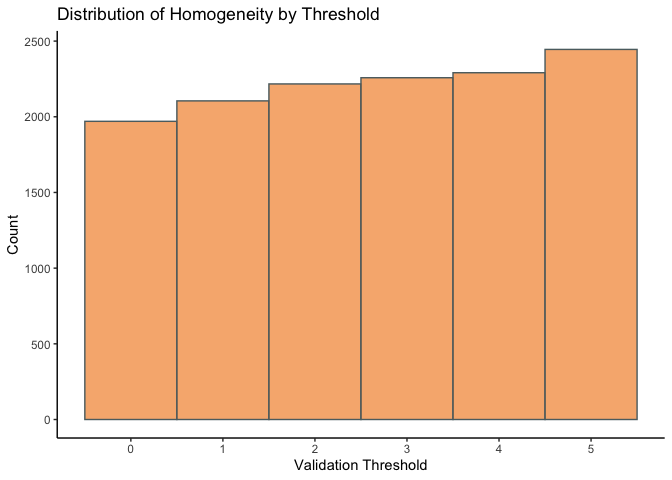 Distribution of Homogeneity by Threshold
2500
2000
1500
1000
500
0
Count
0 1 2 3 4 5
Validation Threshold